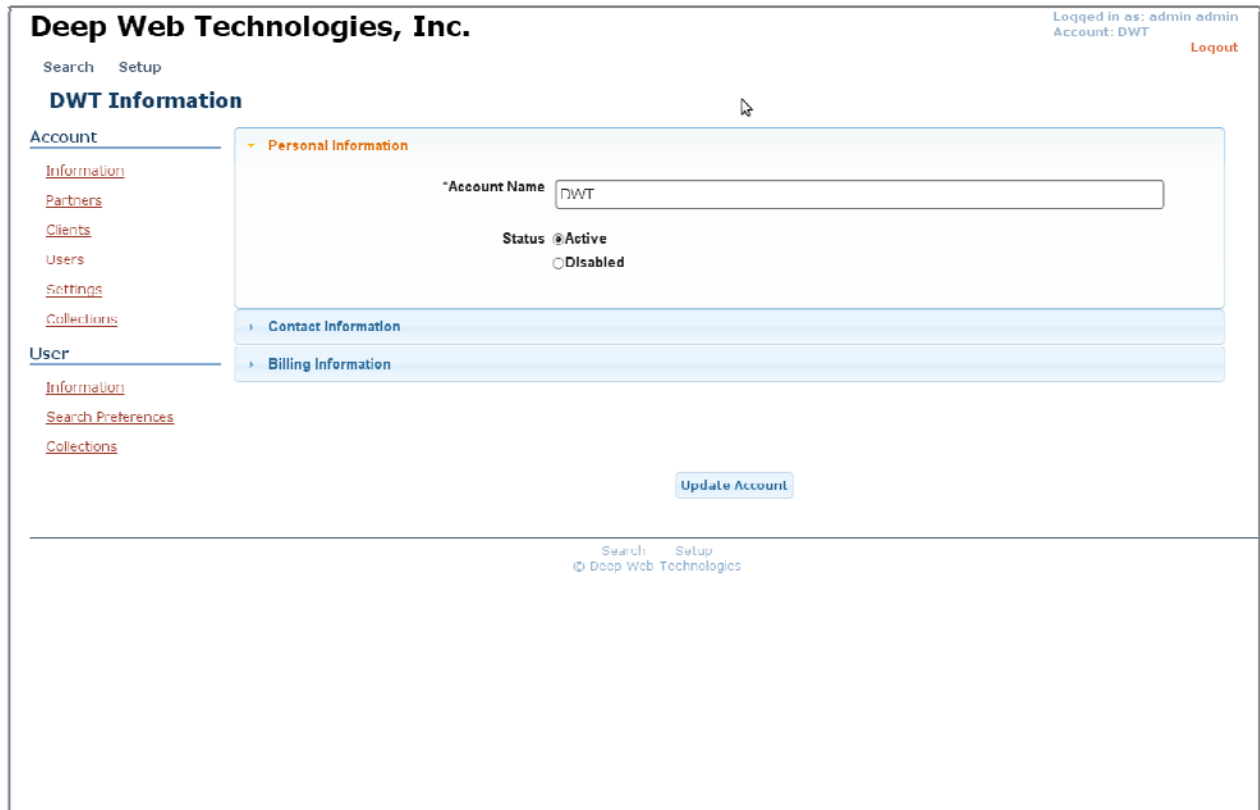 Deep Web Technologies, Inc.
Logged in as: admin admin
Account: DWT
Logout
Search Setup
DWT Information
Account
Information
Partners
Clients
Users
Settings
Collections
User
Information
Search Preferences
Collections
Personal Information
*Account Name DWT
Status Active
Disabled
Contact Information
Billing Information
Update Account
Search Setup
© Deep Web Technologies